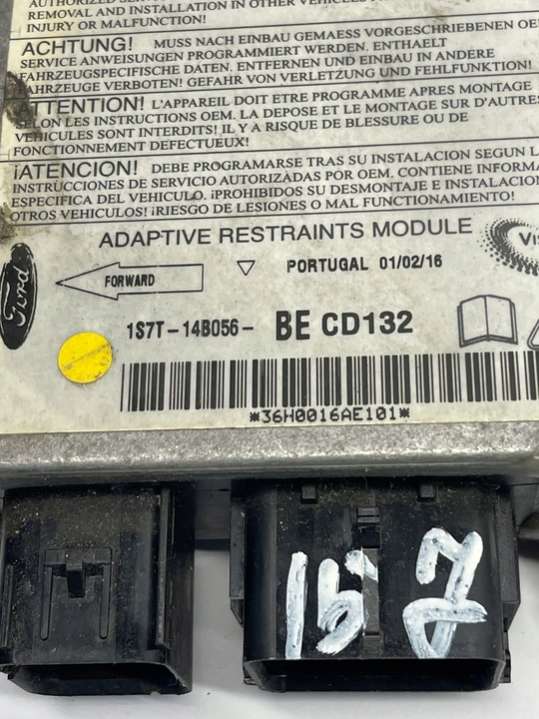 AUTHORIZED SERVICE
REMOVAL AND INSTALLATION IN OTHER VEHICLES
INJURY OR MALFUNCTION!
ACHTUNG! MUSS NACH EINBAU GEMAESS VORGESCHRIEBENEN OE
SERVICE ANWEISUNGEN PROGRAMMIERT WERDEN. ENTHAELT
FAHRZEUGSPEZIFISCHE DATEN. ENTFERNEN UND EINBAU IN ANDERE
FAHRZEUGE VERBOTEN! GEFAHR VON VERLETZUNG UND FEHLFUNKTION!
ATTENTION! L'APPAREIL DOIT ETRE PROGRAMME APRES MONTAGE
SELON LES INSTRUCTIONS OEM. LA DEPOSE ET LE MONTAGE SUR D'AUTRES
VEHICULES SONT INTERDITS! IL Y A RISQUE DE BLESSURE OU DE
FONCTIONNEMENT DEFECTUEUX!
¡ATENCION! DEBE PROGRAMARSE TRAS SU INSTALACION SEGUN L
INSTRUCCIONES DE SERVICIO AUTORIZADAS POR OEM. CONTIENE INFORMA
ESPECIFICA DEL VEHICULO. ¡PROHIBIDOS SU DESMONTAJE E INSTALACION
OTROS VEHICULOS! ¡RIESGO DE LESIONES O MAL FUNCIONAMIENTO!
ADAPTIVE RESTRAINTS MODULE Vis
Ford FORWARD PORTUGAL 01/02/16
1S7T-14B056- BE CD132
*36H0016AE101*